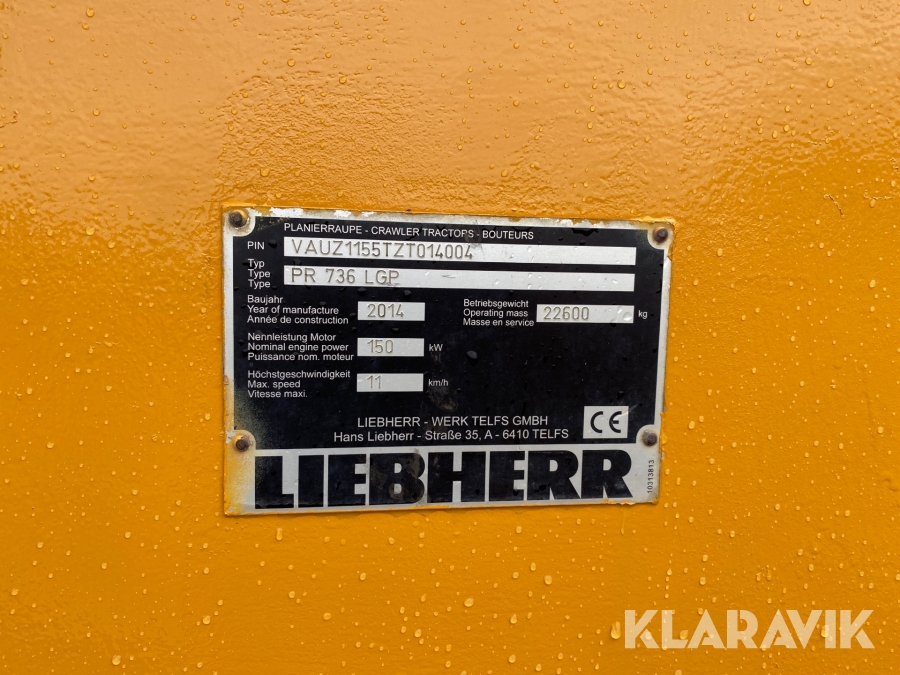 PLANIERRAUPE - CRAWLER TRACTOPS - BOUTEURS
PIN VAUZ1155TZT014004
Typ
Type PR 736 LGP
Type
Baujahr
Year of manufacture 2014
Année de construction
Betriebsgewicht
Operating mass 22600 kg
Masse en service
Nennleistung Motor
Nominal engine power 150 kW
Puissance nom. moteur
Höchstgeschwindigkeit
Max. speed 11 km/h
Vitesse maxi.
LIEBHERR - WERK TELFS GMBH
Hans Liebherr - Straße 35, A - 6410 TELFS
CE
LIEBHERR
10313813
KLARAVIK